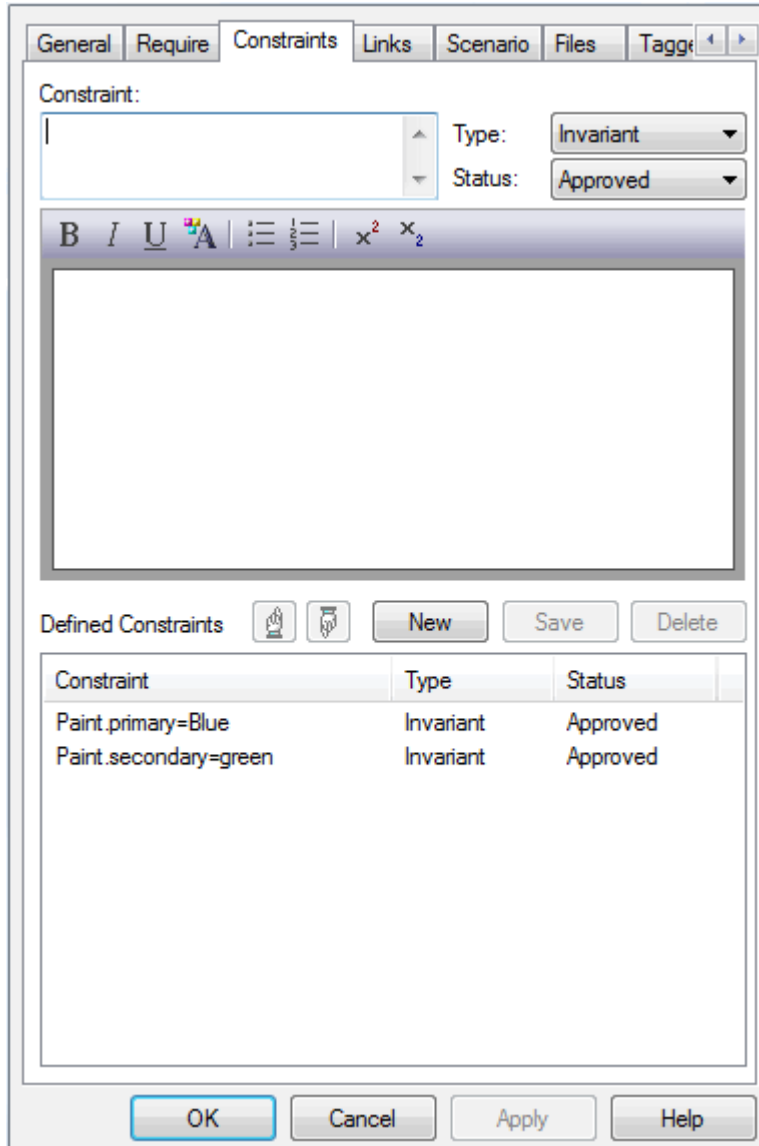 General Require Constraints Links Scenario Files Tagge
Constraint:
Type: Invariant
Status: Approved
B I U A x² x₂
Defined Constraints New Save Delete
Constraint Type Status
Paint.primary=Blue Invariant Approved
Paint.secondary=green Invariant Approved
OK Cancel Apply Help